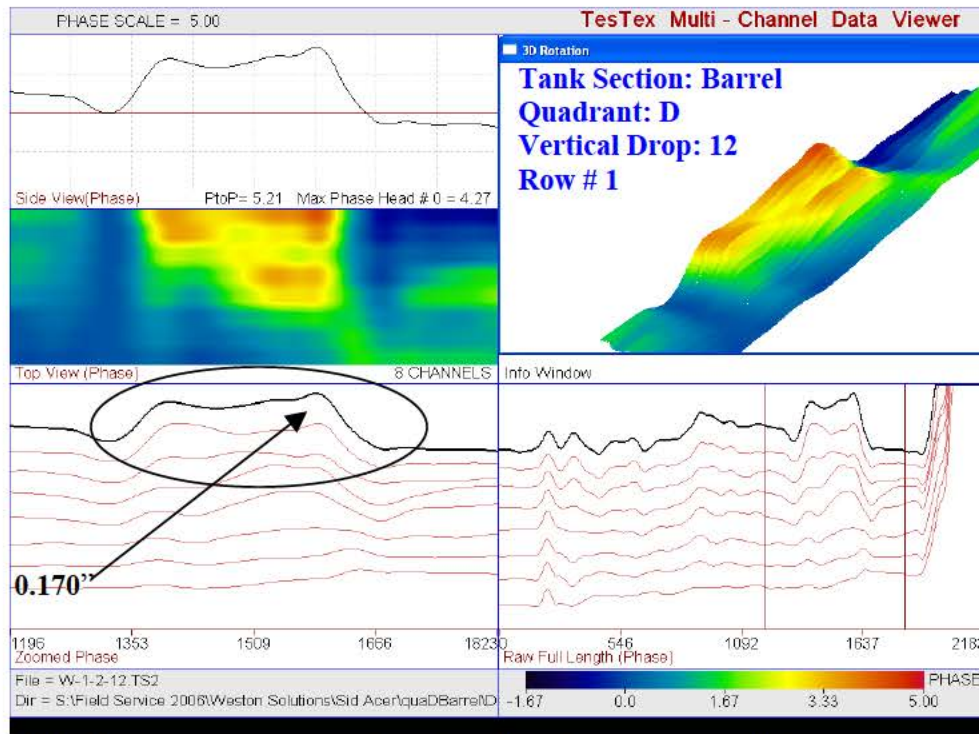 PHASE SCALE = 5.00
TesTex Multi - Channel Data Viewer
3D Rotation
Tank Section: Barrel
Quadrant: D
Vertical Drop: 12
Row # 1
Side View(Phase) PtoP= 5.21 Max Phase Head # 0 = 4.27
Top View (Phase) 8 CHANNELS
Info Window
0.170”
1196 1353 1509 1666 1823
Zoomed Phase
0 546 1092 1637 2182
Raw Full Length (Phase)
File = W-1-2-12.TS2
Dir = S:\Field Service 2006\Weston Solutions\Sid Acer\quaDBarrel\D
PHASE
-1.67 0.0 1.67 3.33 5.00